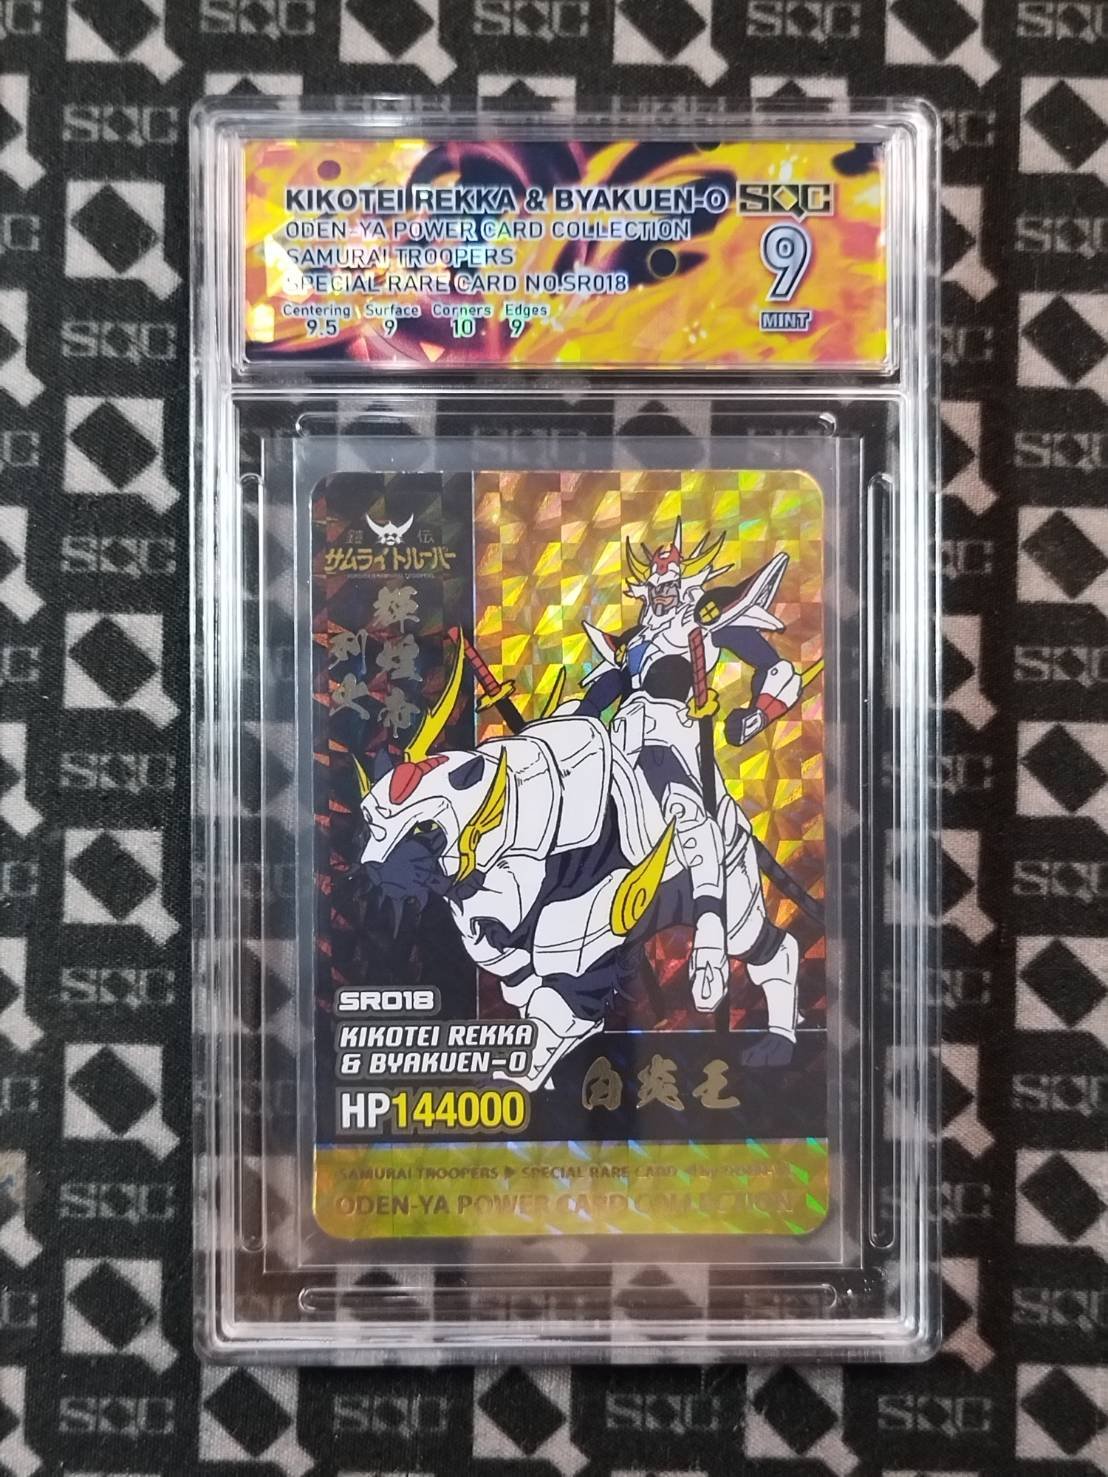 KIKOTEI REKKA & BYAKUEN-O SQC
ODEN-YA POWER CARD COLLECTION
SAMURAI TROOPERS
SPECIAL RARE CARD NO.SR018
9
MINT
Centering Surface Corners Edges
9.5 9 10 9
鎧 伝
サムライトルーパー
輝煌帝
烈火
SR018
KIKOTEI REKKA
& BYAKUEN-O
HP144000
白炎王
SAMURAI TROOPERS ▶ SPECIAL RARE CARD ◀ by ODEN-YA
ODEN-YA POWER CARD COLLECTION